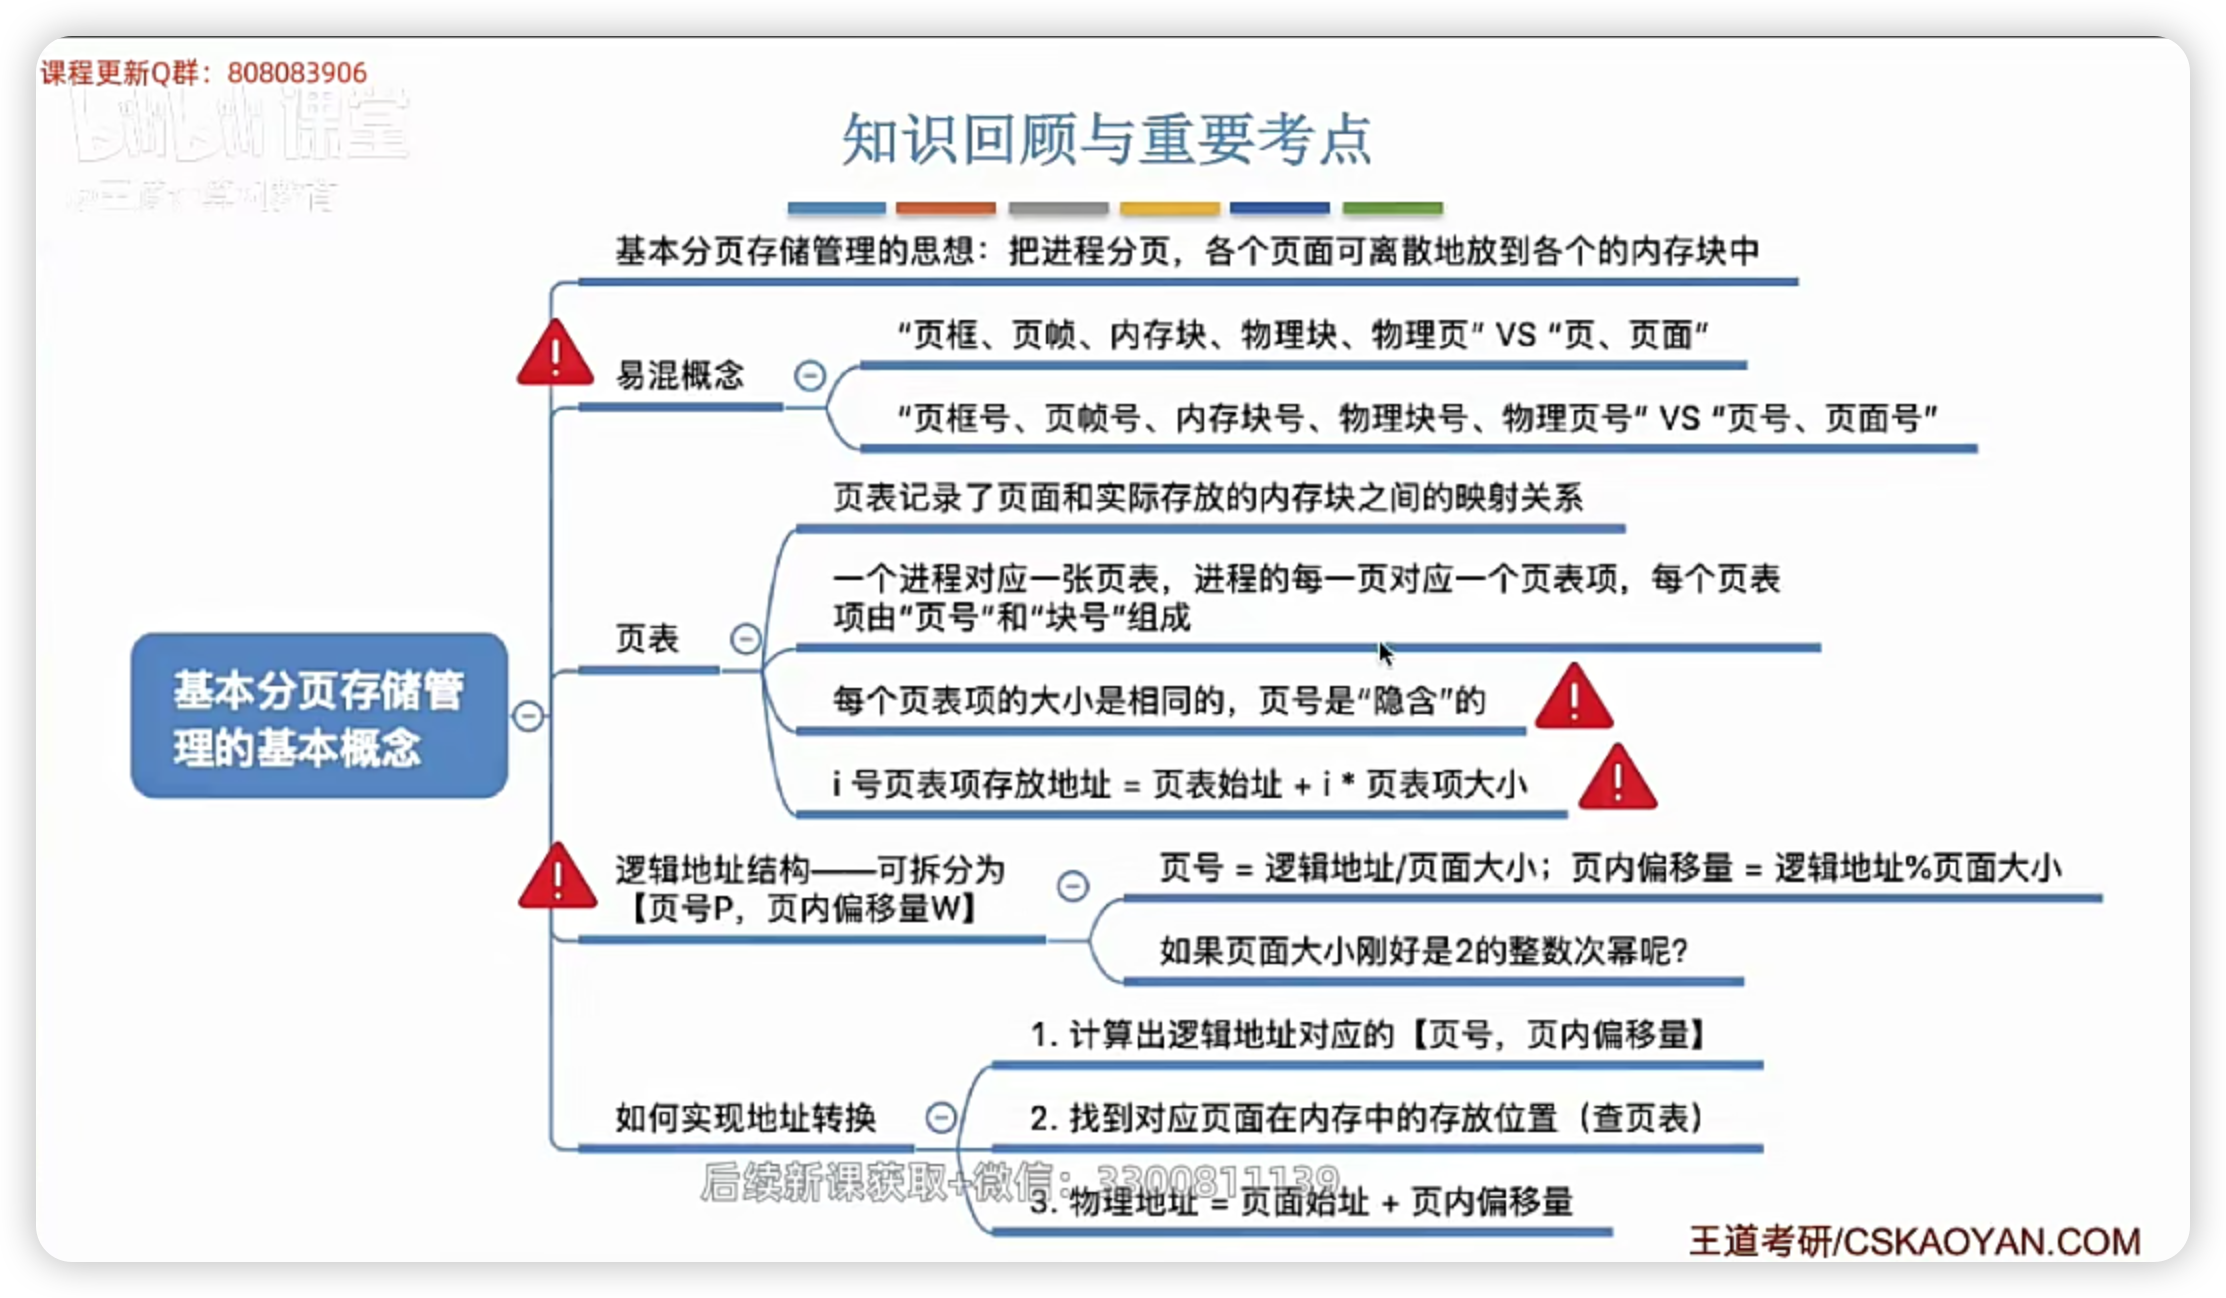 课程更新Q群：808083906
bilibili课堂
知识回顾与重要考点
基本分页存储管理的思想：把进程分页，各个页面可离散地放到各个的内存块中
易混概念
“页框、页帧、内存块、物理块、物理页” VS “页、页面”
“页框号、页帧号、内存块号、物理块号、物理页号” VS “页号、页面号”
页表
页表记录了页面和实际存放的内存块之间的映射关系
一个进程对应一张页表，进程的每一页对应一个页表项，每个页表
项由“页号”和“块号”组成
每个页表项的大小是相同的，页号是“隐含”的
i 号页表项存放地址 = 页表始址 + i * 页表项大小
基本分页存储管
理的基本概念
逻辑地址结构——可拆分为
【页号P，页内偏移量W】
页号 = 逻辑地址/页面大小；页内偏移量 = 逻辑地址%页面大小
如果页面大小刚好是2的整数次幂呢？
如何实现地址转换
1. 计算出逻辑地址对应的【页号，页内偏移量】
2. 找到对应页面在内存中的存放位置（查页表）
3. 物理地址 = 页面始址 + 页内偏移量
后续新课获取+微信：3300811139
王道考研/CSKAOYAN.COM